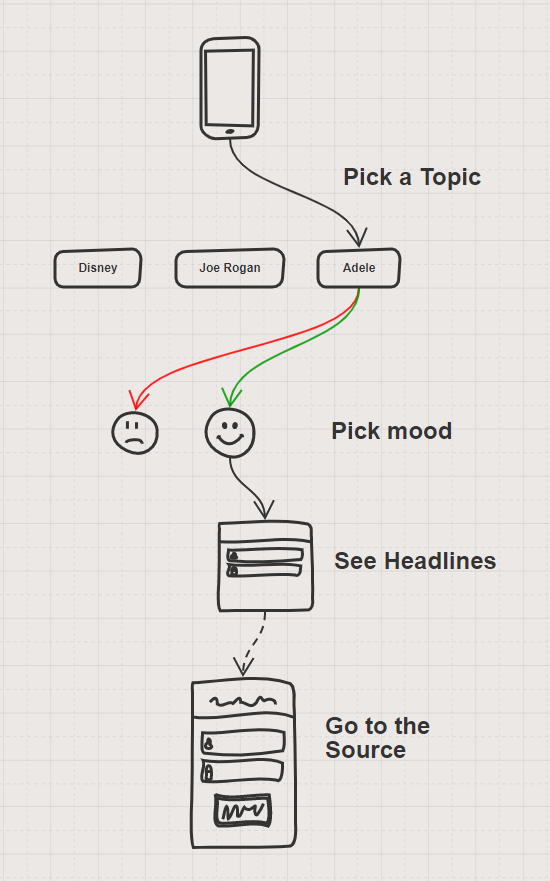 Pick a Topic
Disney
Joe Rogan
Adele
Pick mood
See Headlines
Go to the
Source